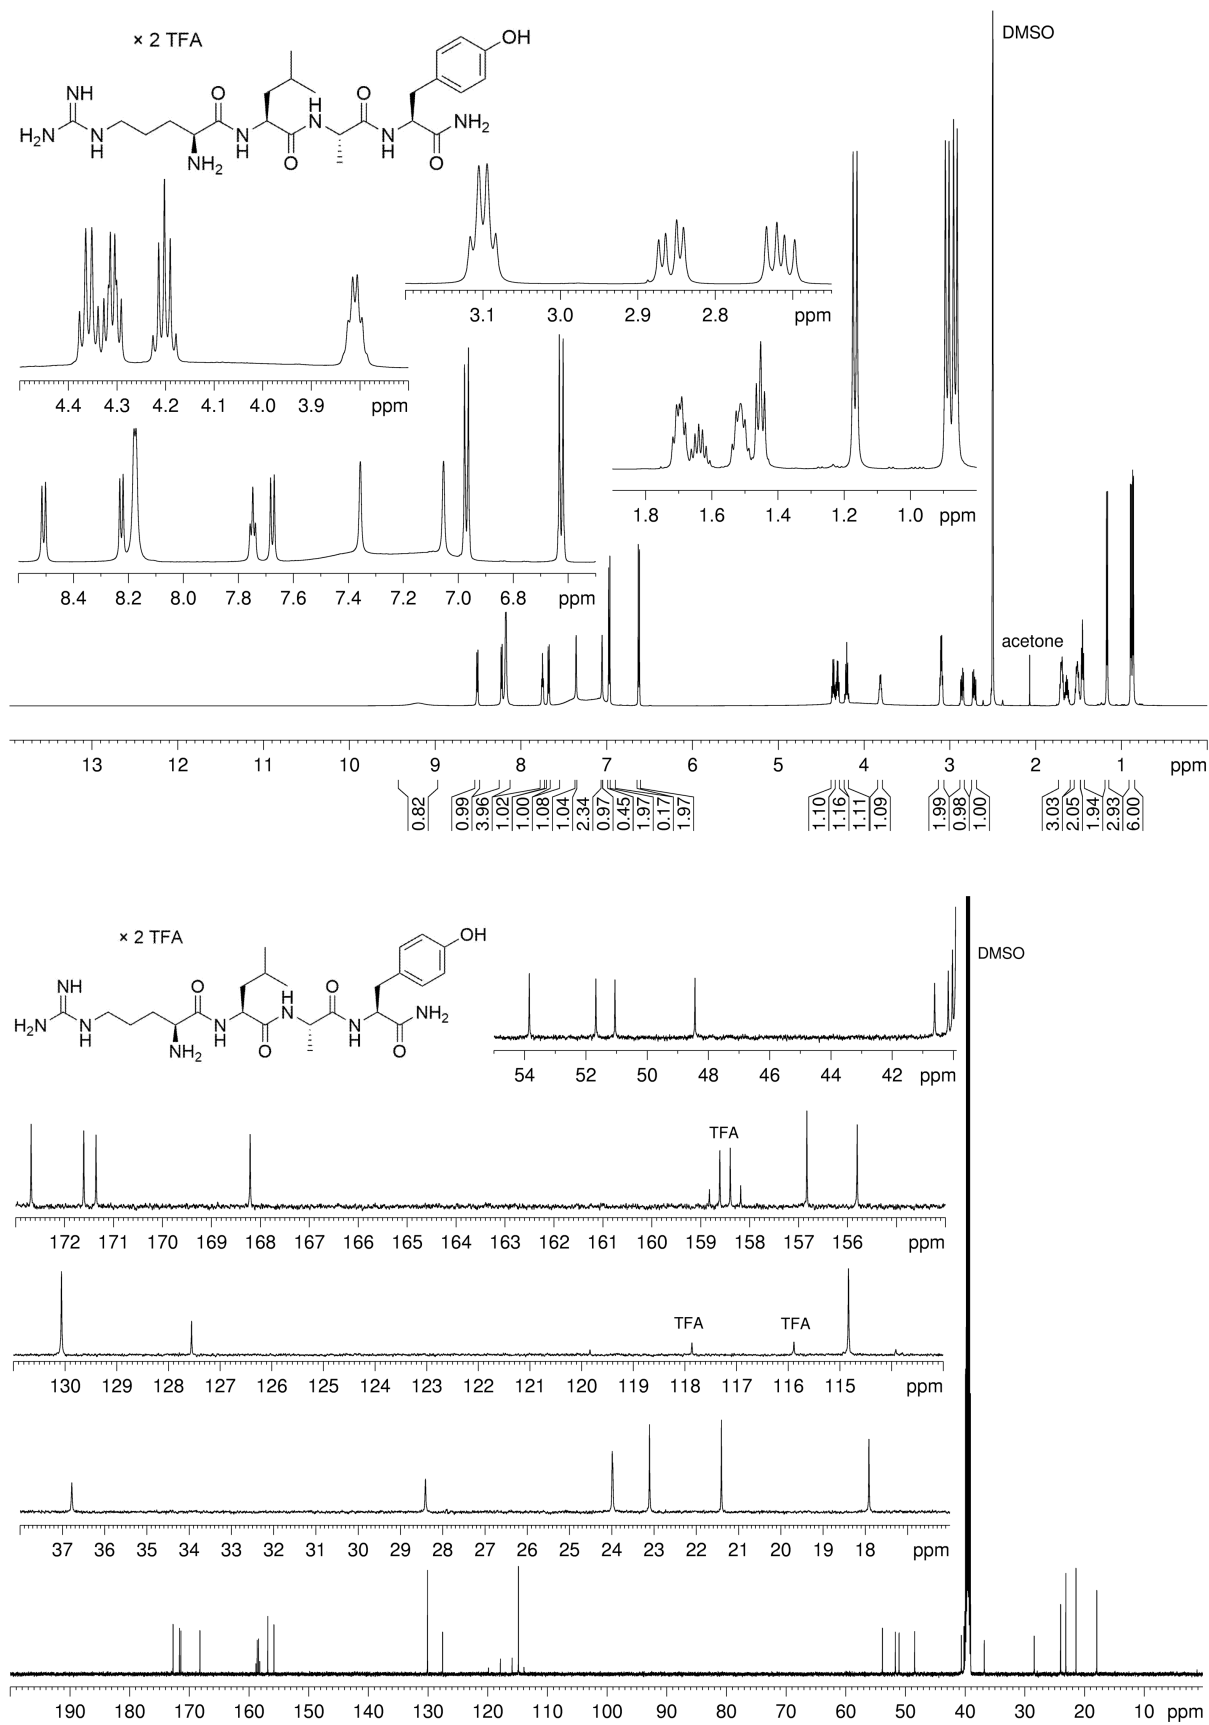 × 2 TFA
OH
NH
O
H
N
O
H2N
N
H
N
H
N
H
NH2
NH2
O
O
DMSO
3.1 3.0 2.9 2.8 ppm
4.4 4.3 4.2 4.1 4.0 3.9 ppm
1.8 1.6 1.4 1.2 1.0 ppm
8.4 8.2 8.0 7.8 7.6 7.4 7.2 7.0 6.8 ppm
acetone
13 12 11 10 9 8 7 6 5 4 3 2 1 ppm
0.82 0.99 3.96 1.02 1.00 1.08 1.04 2.34 0.97 0.45 1.97 0.17 1.97 1.10 1.16 1.11 1.09 1.99 0.98 1.00 3.03 2.05 1.94 2.93 6.00
× 2 TFA
OH
NH
O
H
N
O
H2N
N
H
N
H
N
H
NH2
NH2
O
O
DMSO
54 52 50 48 46 44 42 ppm
TFA
172 171 170 169 168 167 166 165 164 163 162 161 160 159 158 157 156 ppm
TFA TFA
130 129 128 127 126 125 124 123 122 121 120 119 118 117 116 115 ppm
37 36 35 34 33 32 31 30 29 28 27 26 25 24 23 22 21 20 19 18 ppm
190 180 170 160 150 140 130 120 110 100 90 80 70 60 50 40 30 20 10 ppm